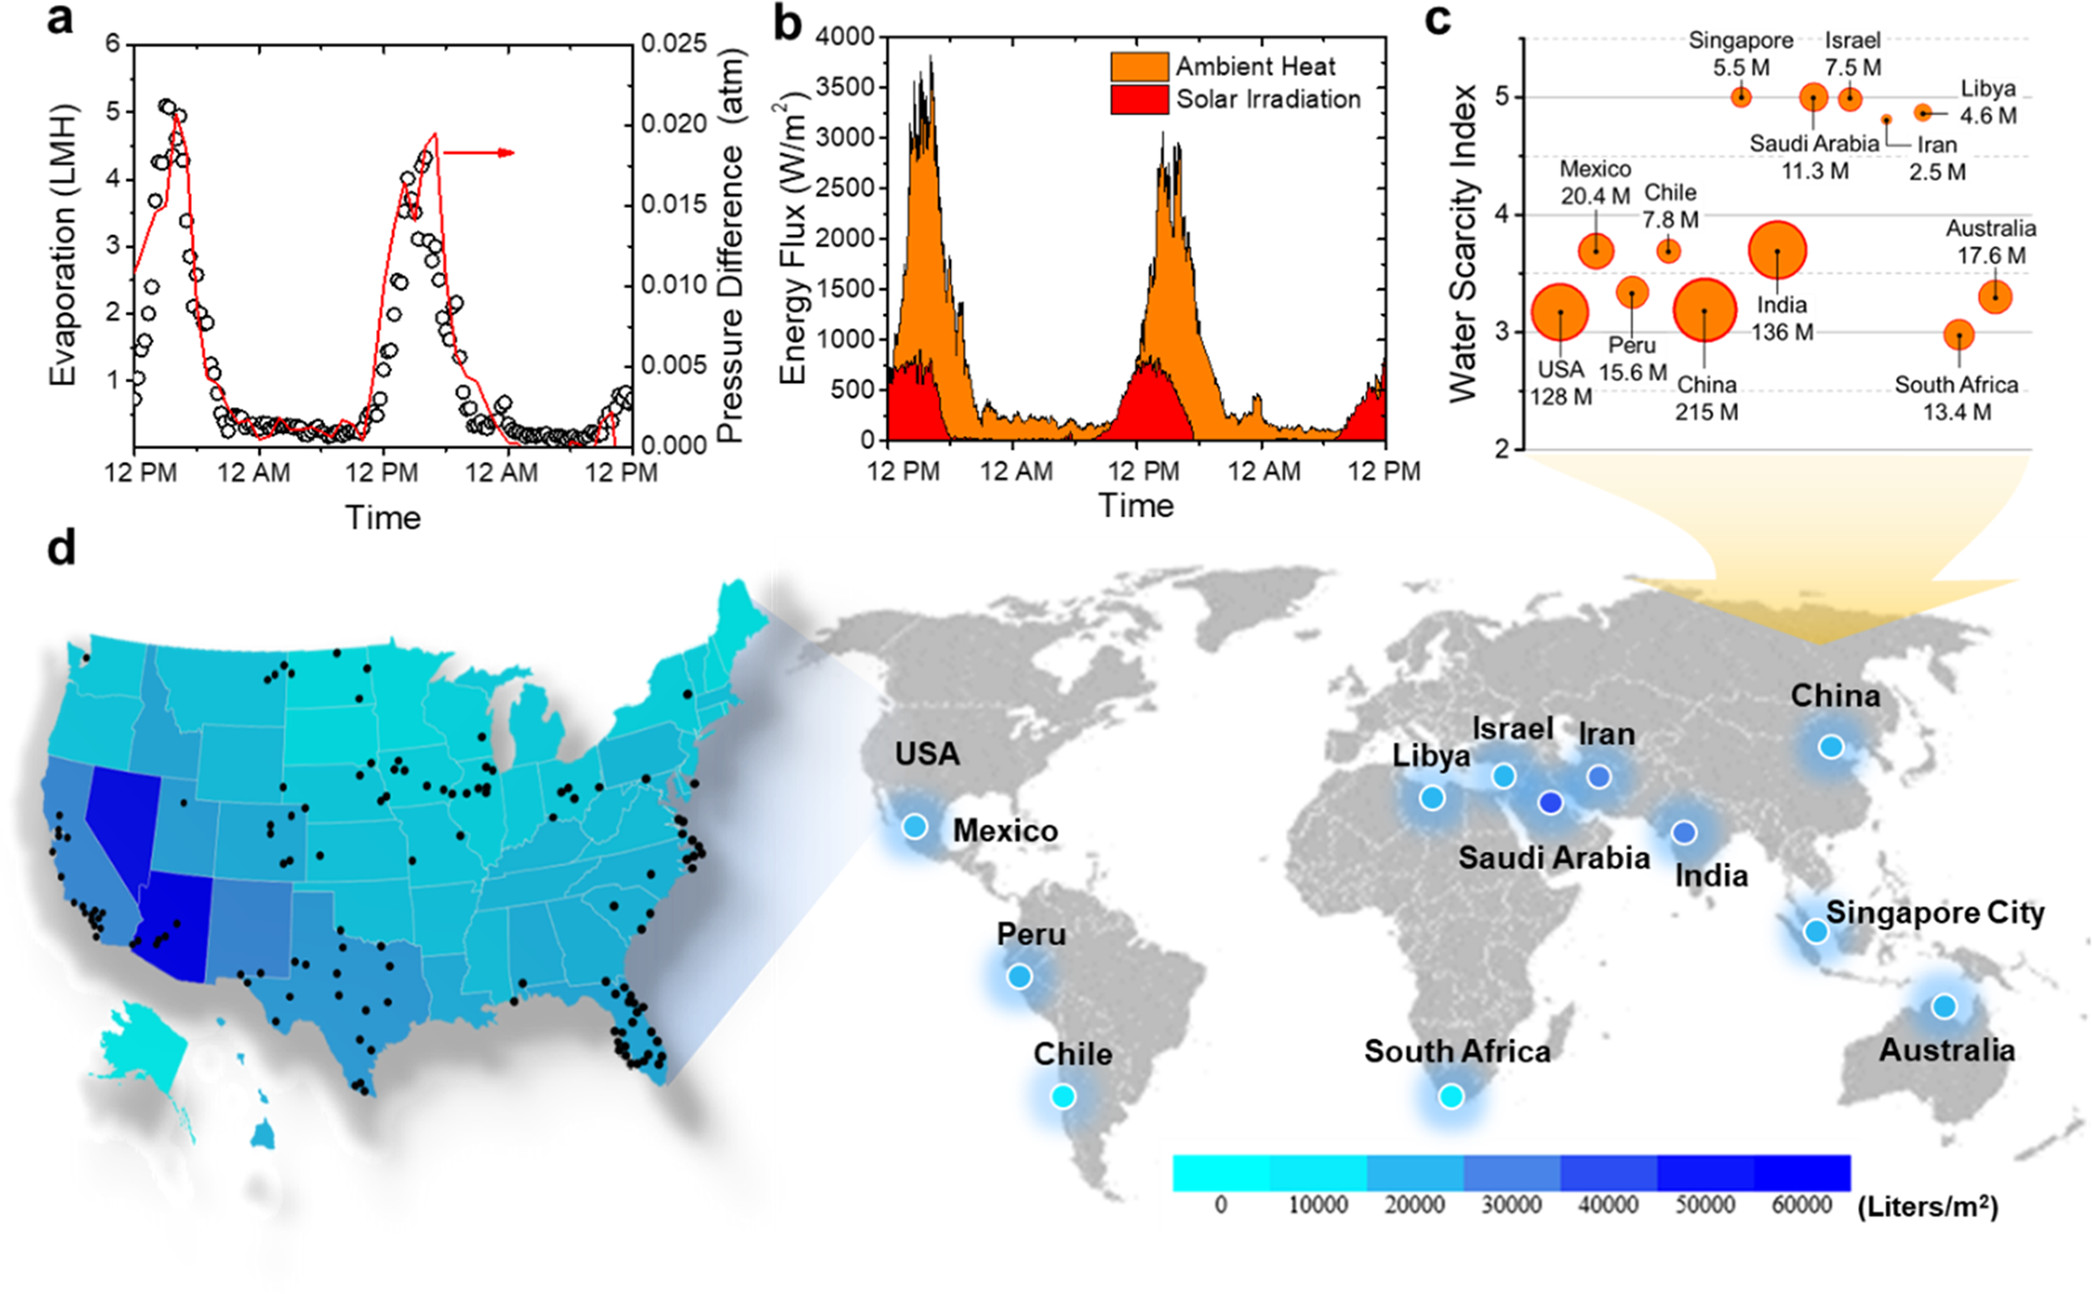 a
6
5
4
3
2
1
Evaporation (LMH)
0.025
0.020
0.015
0.010
0.005
0.000
Pressure Difference (atm)
12 PM
12 AM
12 PM
12 AM
12 PM
Time
b
4000
3500
3000
2500
2000
1500
1000
500
0
Energy Flux (W/m²)
Ambient Heat
Solar Irradiation
12 PM
12 AM
12 PM
12 AM
12 PM
Time
c
5
4
3
2
Water Scarcity Index
Singapore
5.5 M
Israel
7.5 M
Libya
4.6 M
Saudi Arabia
11.3 M
Iran
2.5 M
Mexico
20.4 M
Chile
7.8 M
Australia
17.6 M
India
136 M
USA
128 M
Peru
15.6 M
China
215 M
South Africa
13.4 M
d
USA
Mexico
Peru
Chile
Libya
Israel
Iran
Saudi Arabia
India
China
Singapore City
South Africa
Australia
0
10000
20000
30000
40000
50000
60000
(Liters/m²)